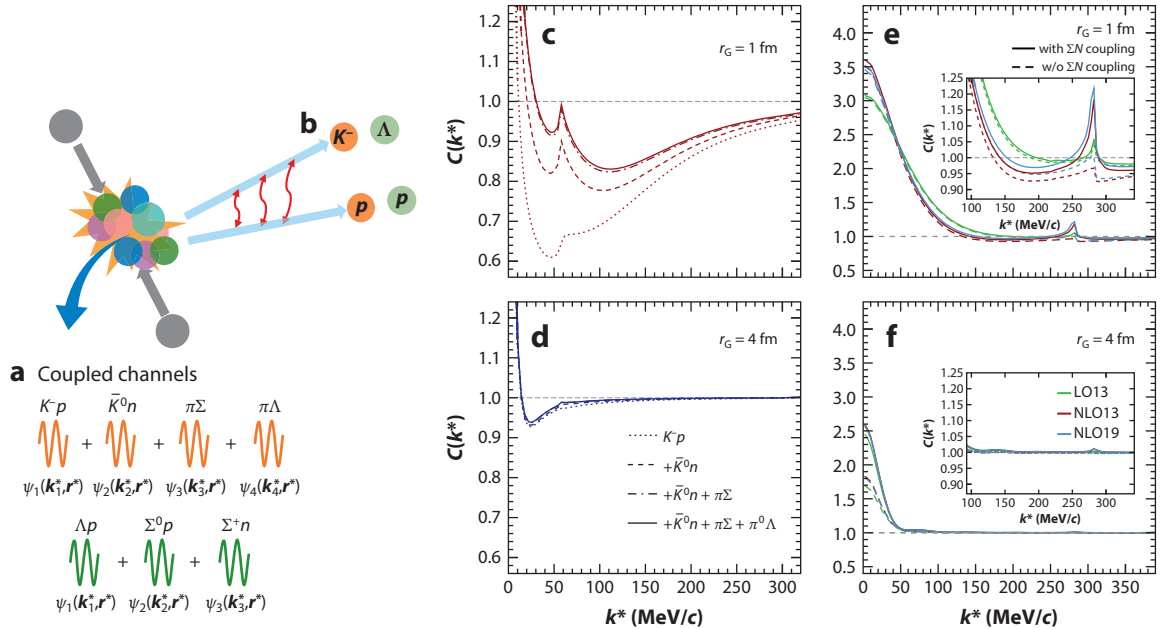 b
K⁻ Λ
p p
a Coupled channels
K⁻p K̄⁰n πΣ πΛ
+ + +
ψ₁(k₁*,r*) ψ₂(k₂*,r*) ψ₃(k₃*,r*) ψ₄(k₄*,r*)
Λp Σ⁰p Σ⁺n
+ +
ψ₁(k₁*,r*) ψ₂(k₂*,r*) ψ₃(k₃*,r*)
c
r_G = 1 fm
C(k*)
1.2
1.1
1.0
0.9
0.8
0.7
0.6
d
r_G = 4 fm
C(k*)
1.2
1.1
1.0
0.9
0.8
0.7
0.6
K⁻p
+K̄⁰n
+K̄⁰n + πΣ
+K̄⁰n + πΣ + π⁰Λ
0 50 100 150 200 250 300
k* (MeV/c)
e
r_G = 1 fm
with ΣN coupling
w/o ΣN coupling
4.0
3.5
3.0
2.5
2.0
1.5
1.0
0.5
C(k*)
1.25
1.20
1.15
1.10
1.05
1.00
0.95
0.90
100 150 200 250 300
k* (MeV/c)
f
r_G = 4 fm
4.0
3.5
3.0
2.5
2.0
1.5
1.0
0.5
C(k*)
1.25
1.20
1.15
1.10
1.05
1.00
0.95
0.90
LO13
NLO13
NLO19
100 150 200 250 300
k* (MeV/c)
0 50 100 150 200 250 300 350
k* (MeV/c)